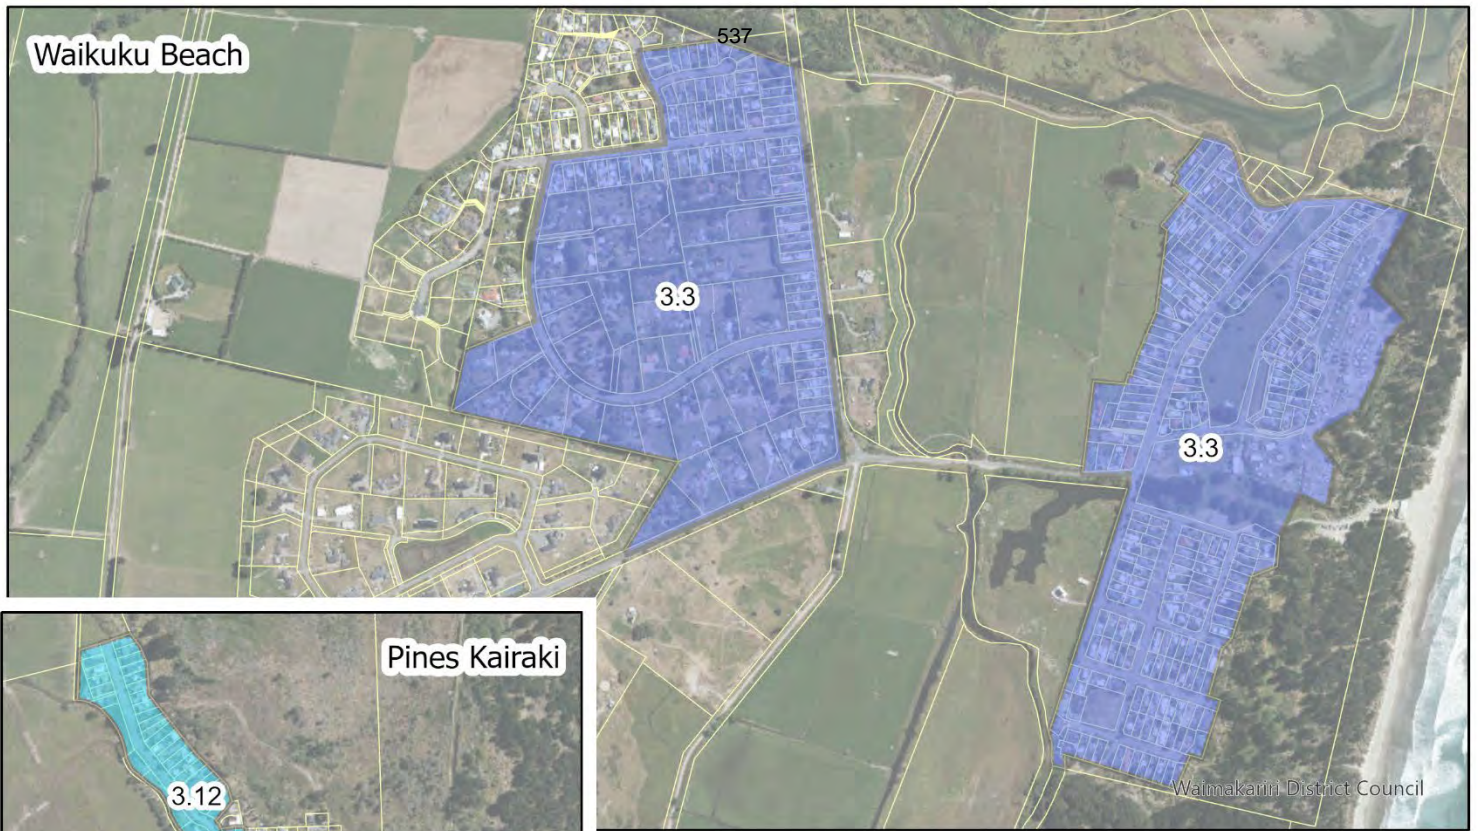 537
Waikuku Beach
3.3
3.3
Pines Kairaki
Waimakariri District Council
3.12